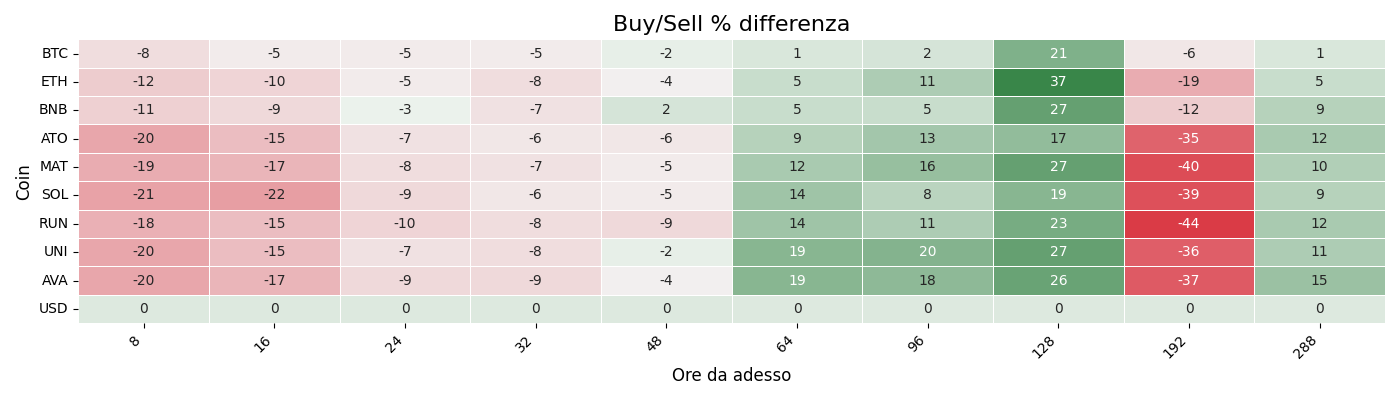 Buy/Sell % differenza
Coin
BTC -8 -5 -5 -5 -2 1 2 21 -6 1
ETH -12 -10 -5 -8 -4 5 11 37 -19 5
BNB -11 -9 -3 -7 2 5 5 27 -12 9
ATO -20 -15 -7 -6 -6 9 13 17 -35 12
MAT -19 -17 -8 -7 -5 12 16 27 -40 10
SOL -21 -22 -9 -6 -5 14 8 19 -39 9
RUN -18 -15 -10 -8 -9 14 11 23 -44 12
UNI -20 -15 -7 -8 -2 19 20 27 -36 11
AVA -20 -17 -9 -9 -4 19 18 26 -37 15
USD 0 0 0 0 0 0 0 0 0 0
8 16 24 32 48 64 96 128 192 288
Ore da adesso